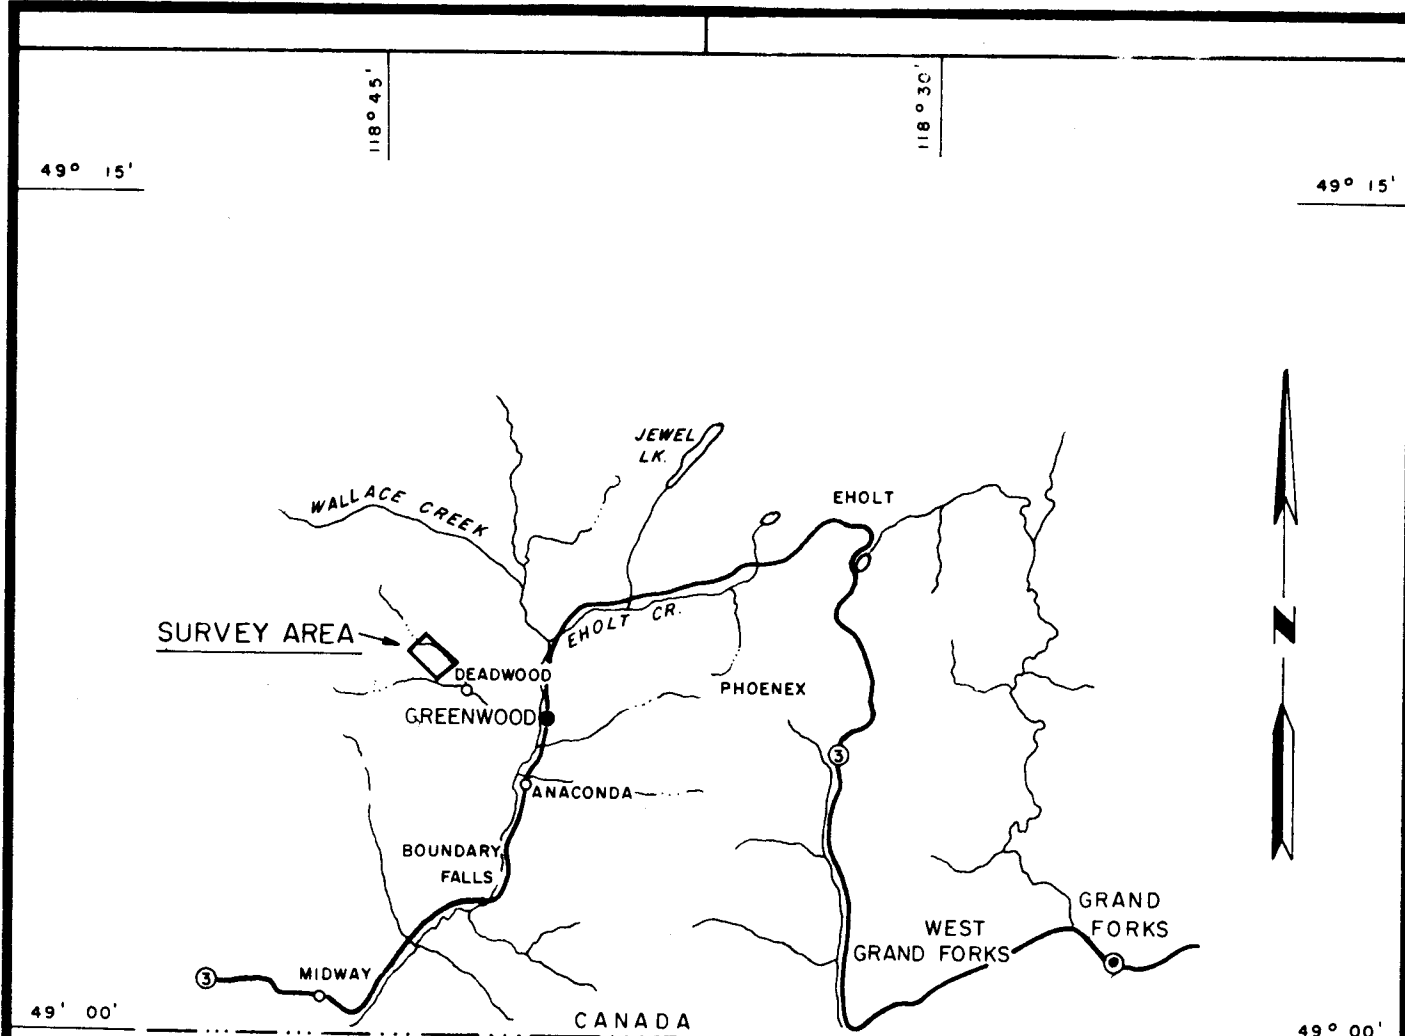 118° 45'
118° 30'
49° 15'
49° 15'
JEWEL
LK.
WALLACE CREEK
EHOLT
EHOLT CR.
SURVEY AREA
DEADWOOD
PHOENEX
GREENWOOD
N
3
ANACONDA
BOUNDARY
FALLS
GRAND
FORKS
WEST
GRAND FORKS
MIDWAY
3
49' 00'
CANADA
49° 00'